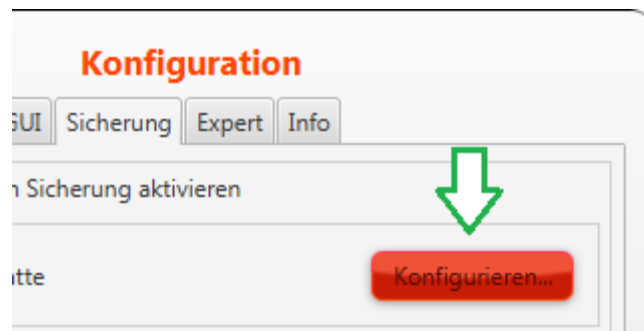 Konfiguration
GUI Sicherung Expert Info
n Sicherung aktivieren
atte Konfigurieren...